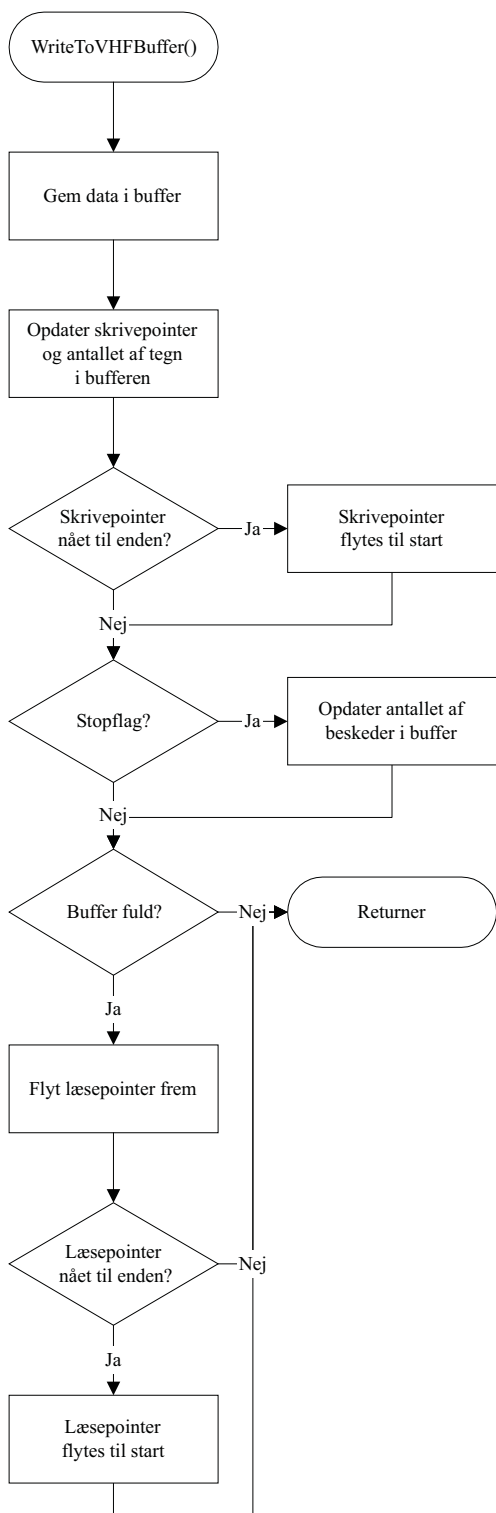 WriteToVHFBuffer()
Gem data i buffer
Opdater skrivepointer
og antallet af tegn
i bufferen
Skrivepointer
nået til enden?
Ja
Skrivepointer
flytes til start
Nej
Stopflag?
Ja
Opdater antallet af
beskeder i buffer
Nej
Buffer fuld?
Nej
Returner
Ja
Flyt læsepointer frem
Læsepointer
nået til enden?
Nej
Ja
Læsepointer
flytes til start